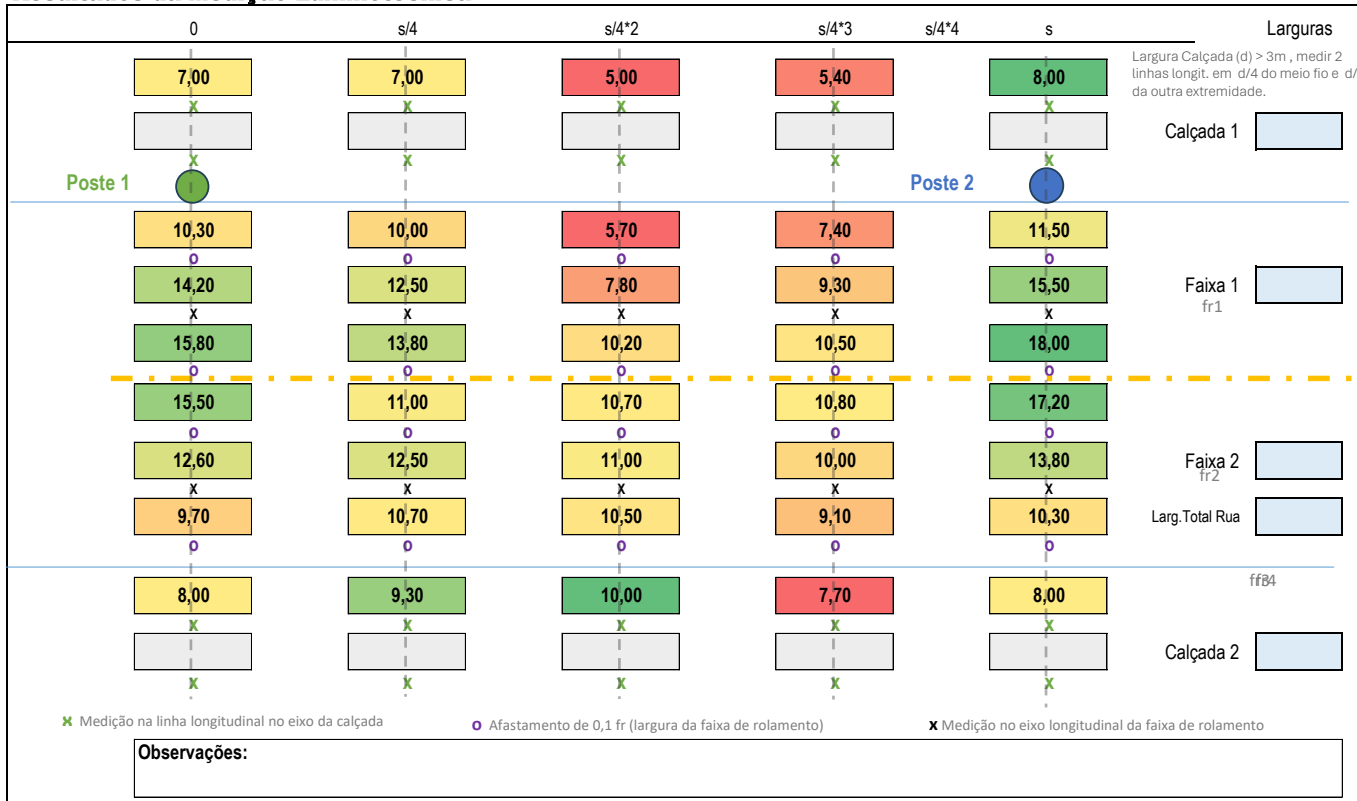 0 s/4 s/4*2 s/4*3 s/4*4 s Larguras
Largura Calçada (d) > 3m , medir 2
linhas longit. em d/4 do meio fio e d/
da outra extremidade.
7,00 7,00 5,00 5,40 8,00
x x x x x
Calçada 1
x x x x x
Poste 1 Poste 2
10,30 10,00 5,70 7,40 11,50
o o o o o
14,20 12,50 7,80 9,30 15,50 Faixa 1
fr1
x x x x x
15,80 13,80 10,20 10,50 18,00
o o o o o
15,50 11,00 10,70 10,80 17,20
o o o o o
12,60 12,50 11,00 10,00 13,80 Faixa 2
fr2
x x x x x
9,70 10,70 10,50 9,10 10,30 Larg.Total Rua
o o o o o
8,00 9,30 10,00 7,70 8,00
x x x x x
Calçada 2
x x x x x
x Medição na linha longitudinal no eixo da calçada o Afastamento de 0,1 fr (largura da faixa de rolamento) x Medição no eixo longitudinal da faixa de rolamento
Observações: